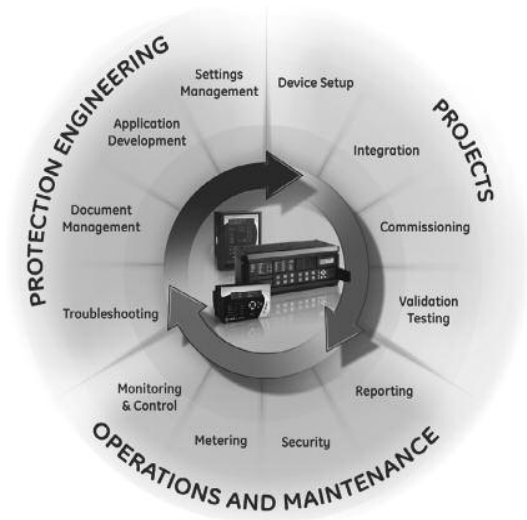 PROTECTION ENGINEERING
Settings
Management
Application
Development
Document
Management
Troubleshooting
PROJECTS
Device Setup
Integration
Commissioning
Validation
Testing
OPERATIONS AND MAINTENANCE
Reporting
Security
Metering
Monitoring
& Control